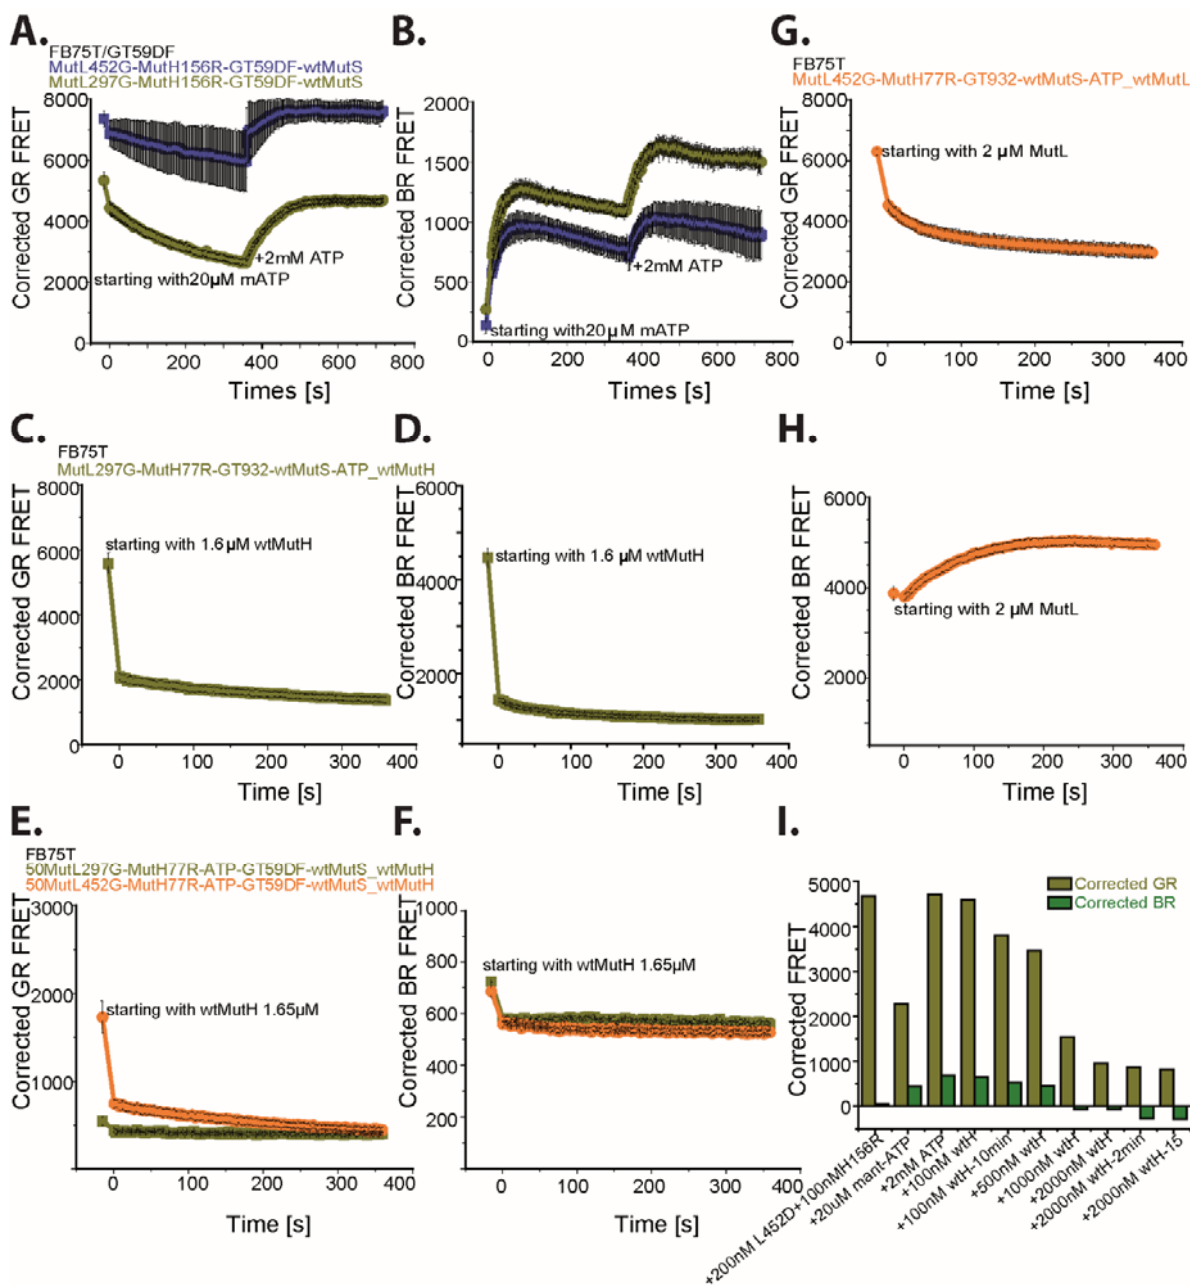 A.
FB75T/GT59DF
MutL452G-MutH156R-GT59DF-wtMutS
MutL297G-MutH156R-GT59DF-wtMutS
Corrected GR FRET
8000
6000
4000
2000
0
+2mM ATP
starting with20µM mATP
0 200 400 600 800
Times [s]
B.
Corrected BR FRET
2000
1500
1000
500
0
+2mM ATP
starting with20µM mATP
0 200 400 600 800
Times [s]
G.
FB75T
MutL452G-MutH77R-GT932-wtMutS-ATP_wtMutL
Corrected GR FRET
8000
6000
4000
2000
0
starting with 2 µM MutL
0 100 200 300 400
Time [s]
C.
FB75T
MutL297G-MutH77R-GT932-wtMutS-ATP_wtMutH
Corrected GR FRET
8000
6000
4000
2000
0
starting with 1.6 µM wtMutH
0 100 200 300 400
Time [s]
D.
Corrected BR FRET
6000
4000
2000
starting with 1.6 µM wtMutH
0 100 200 300 400
Time [s]
H.
Corrected BR FRET
6000
4000
2000
starting with 2 µM MutL
0 100 200 300 400
Time [s]
E.
FB75T
50MutL297G-MutH77R-ATP-GT59DF-wtMutS_wtMutH
50MutL452G-MutH77R-ATP-GT59DF-wtMutS_wtMutH
Corrected GR FRET
3000
2000
1000
starting with wtMutH 1.65µM
0 100 200 300 400
Time [s]
F.
Corrected BR FRET
1000
800
600
400
200
starting with wtMutH 1.65µM
0 100 200 300 400
Time [s]
I.
Corrected FRET
5000
4000
3000
2000
1000
0
Corrected GR
Corrected BR
+200nM L452D+100nMH156R
+20uM mant-ATP
+2mM ATP
+100nM wtH
+100nM wtH-10min
+500nM wtH
+1000nM wtH
+2000nM wtH
+2000nM wtH-2min
+2000nM wtH-15